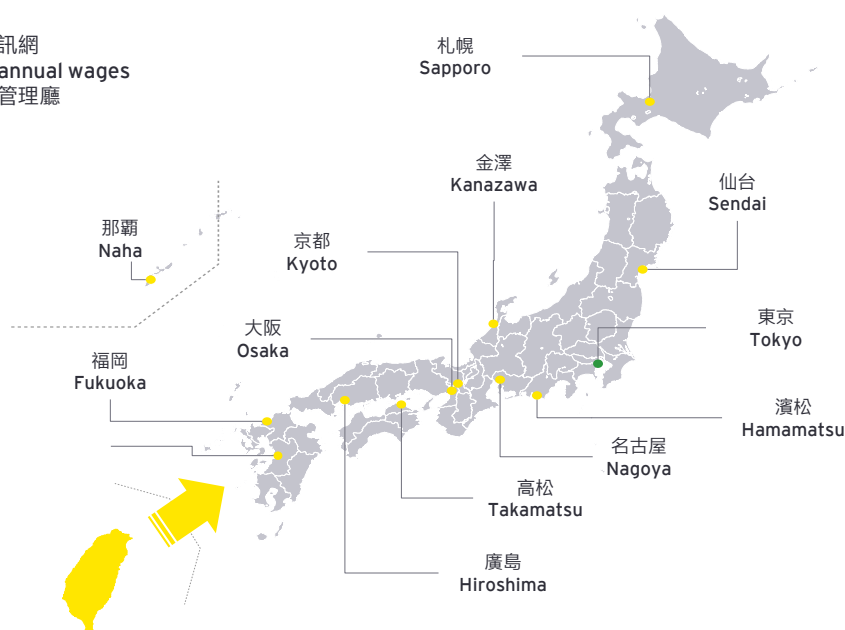 訊網
annual wages
管理廳
札幌
Sapporo
金澤
Kanazawa
仙台
Sendai
那霸
Naha
京都
Kyoto
大阪
Osaka
東京
Tokyo
福岡
Fukuoka
濱松
Hamamatsu
名古屋
Nagoya
高松
Takamatsu
廣島
Hiroshima